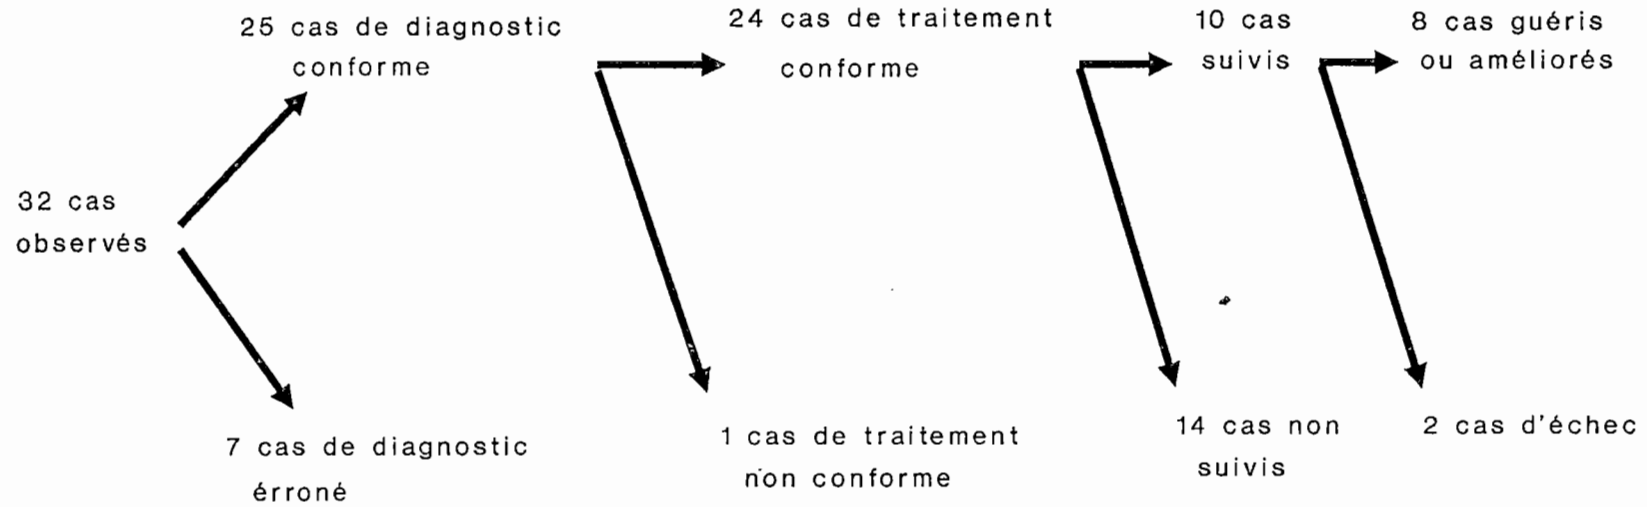 25 cas de diagnostic
conforme
24 cas de traitement
conforme
10 cas
suivis
8 cas guéris
ou améliorés
32 cas
observés
7 cas de diagnostic
érroné
1 cas de traitement
non conforme
14 cas non
suivis
2 cas d'échec